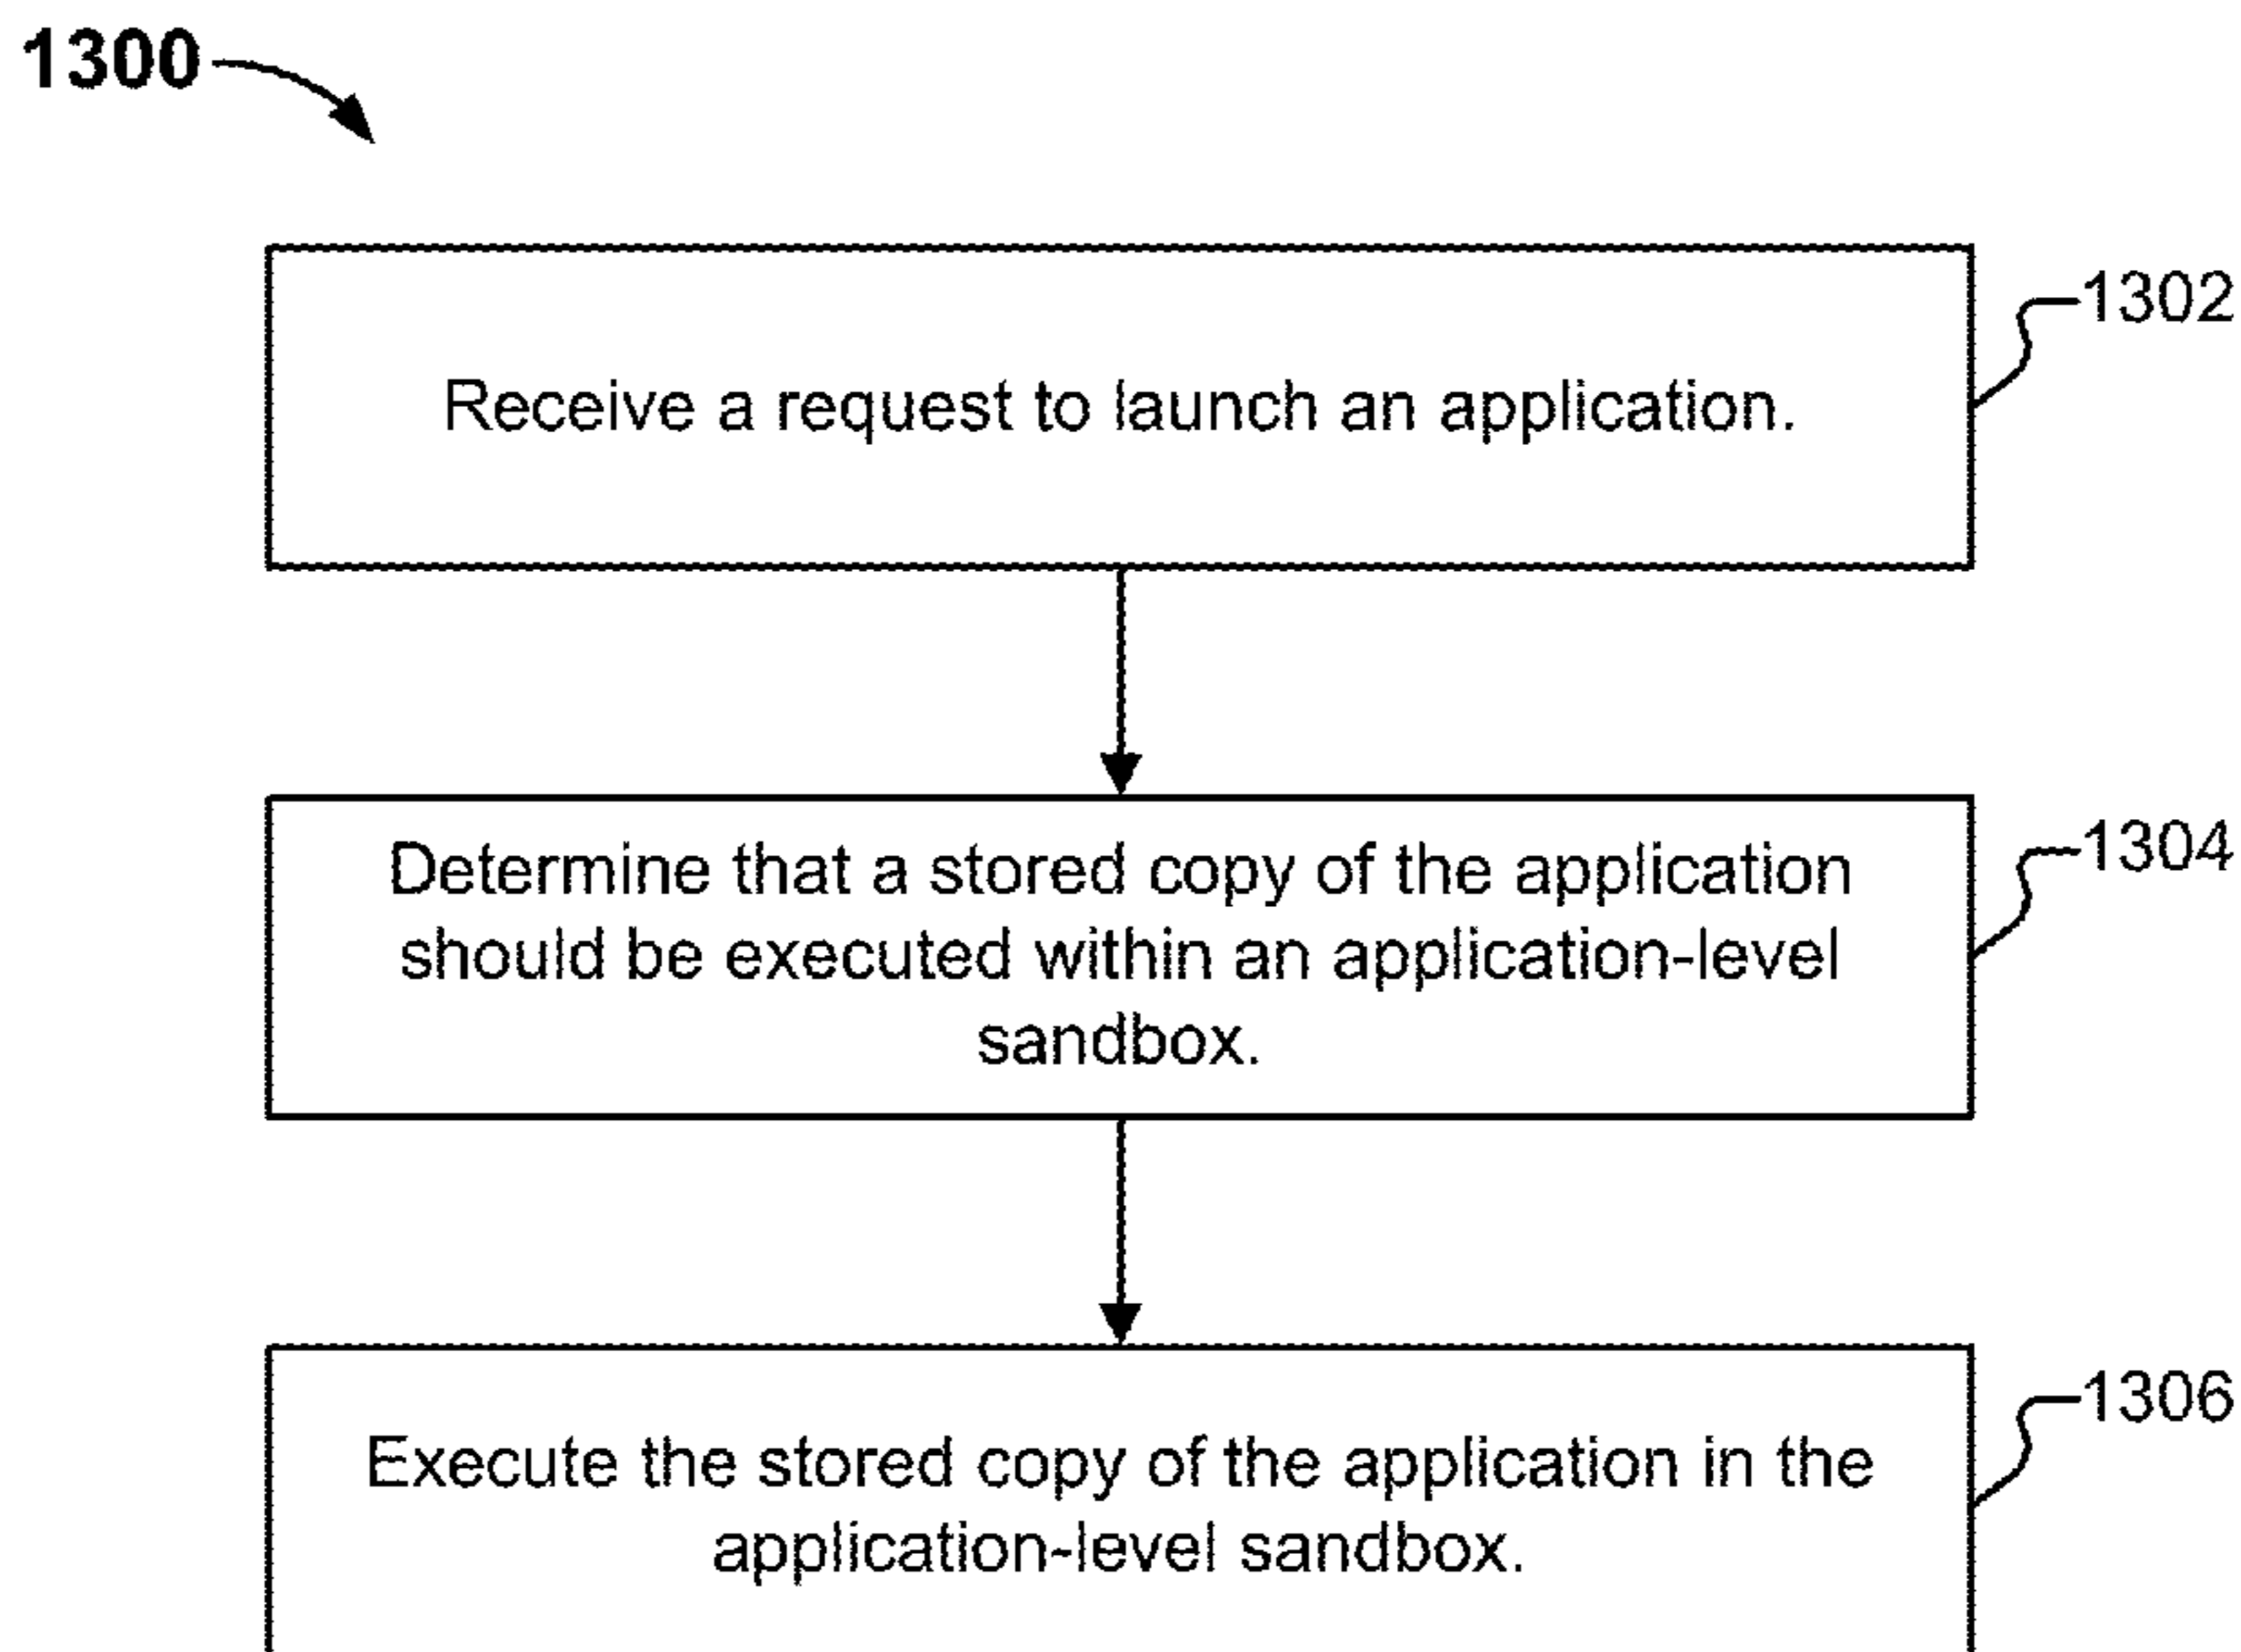 1300
1302
Receive a request to launch an application.
1304
Determine that a stored copy of the application
should be executed within an application-level
sandbox.
1306
Execute the stored copy of the application in the
application-level sandbox.